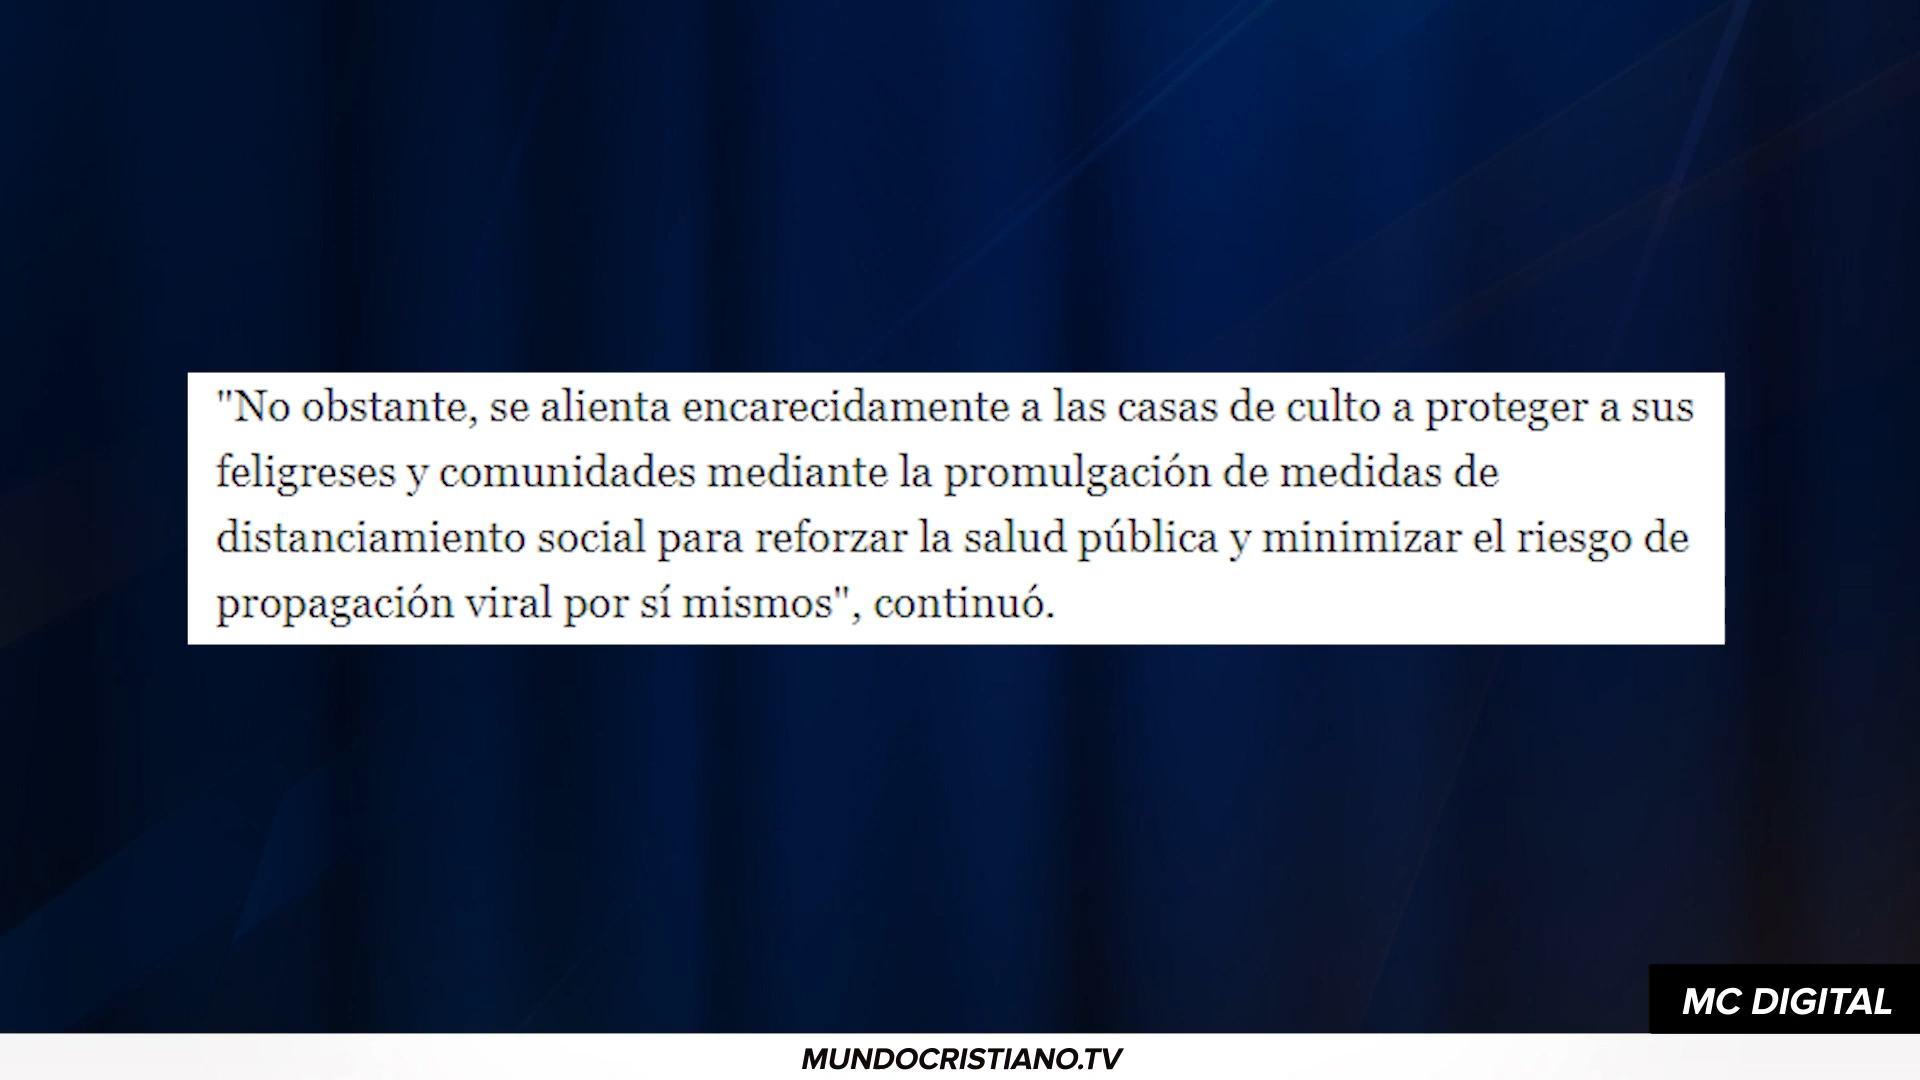 "No obstante, se alienta encarecidamente a las casas de culto a proteger a sus
feligreses y comunidades mediante la promulgación de medidas de
distanciamiento social para reforzar la salud pública y minimizar el riesgo de
propagación viral por sí mismos", continuó.
MC DIGITAL
MUNDOCRISTIANO.TV